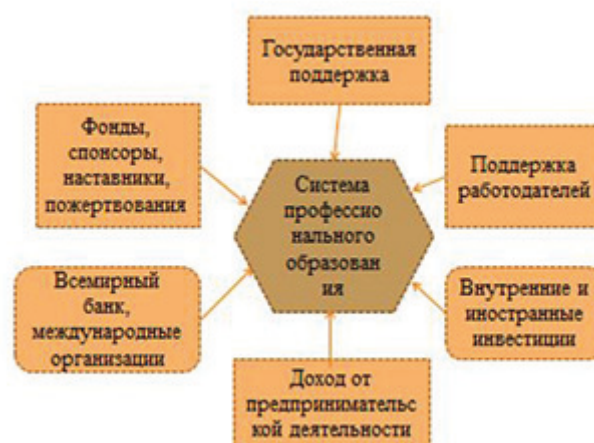 Государственная
поддержка
Фонды,
спонсоры,
наставники,
пожертвования
Система
профессио
нального
образован
ия
Поддержка
работодателей
Всемирный
банк,
международные
организации
Внутренние и
иностранные
инвестиции
Доход от
предпринимательс
кой деятельности